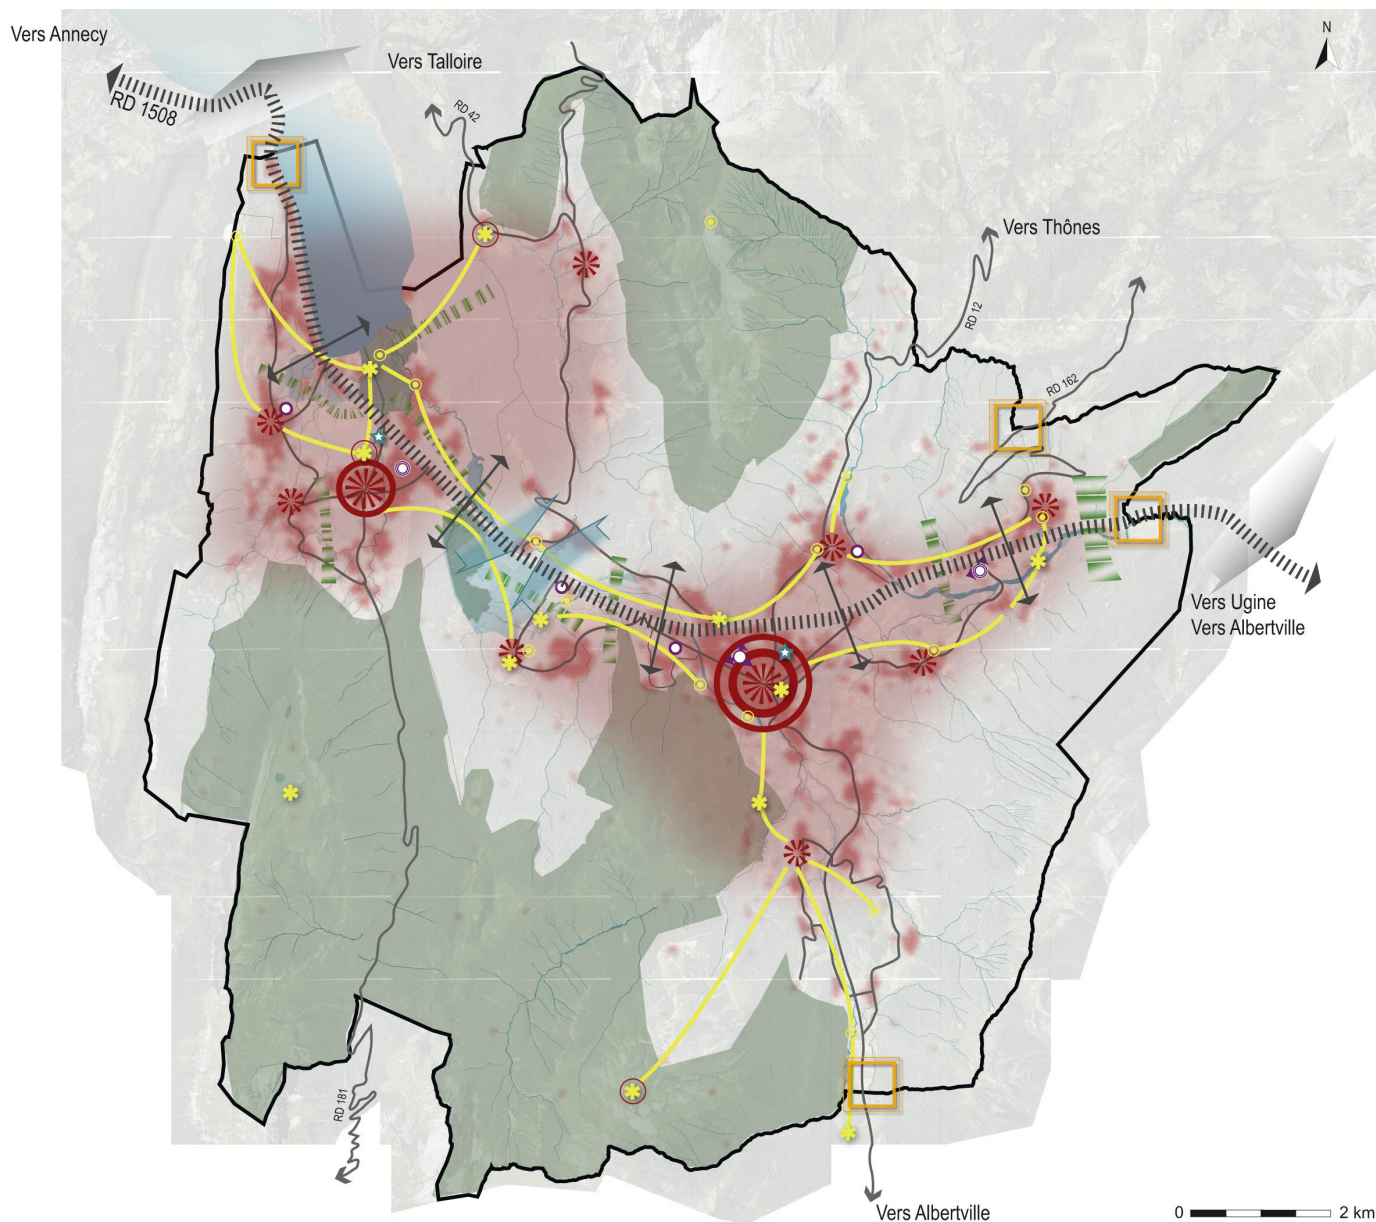 N
Vers Annecy
Vers Talloire
RD 1508
RD 42
Vers Thônes
RD 12
RD 162
Vers Ugine
Vers Albertville
RD 181
Vers Albertville
0 2 km